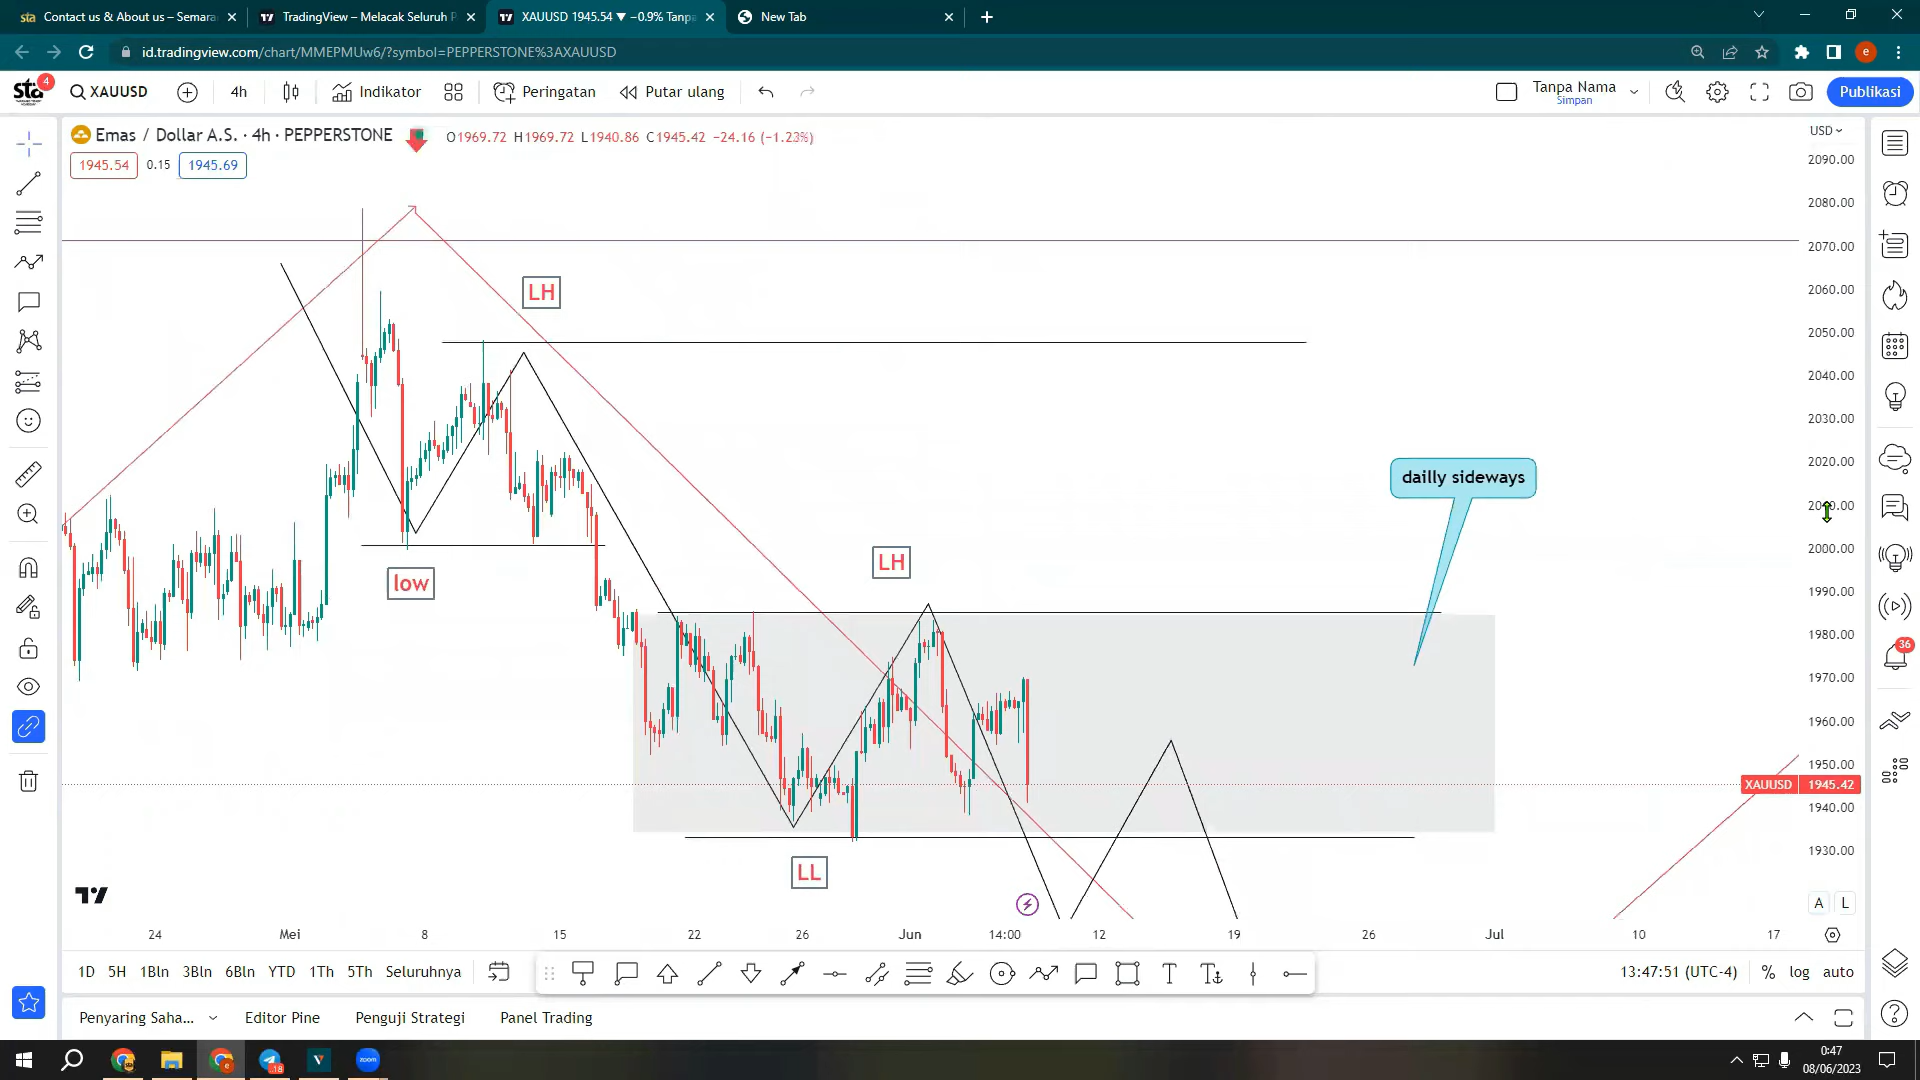 Contact us & About us – Semara
TradingView – Melacak Seluruh P
XAUUSD 1945.54 ▼ −0.9% Tanpa
New Tab
id.tradingview.com/chart/MMEPMUw6/?symbol=PEPPERSTONE%3AXAUUSD
e
sta
4
XAUUSD
4h
Indikator
Peringatan
Putar ulang
Tanpa Nama
Simpan
Publikasi
Emas / Dollar A.S. · 4h · PEPPERSTONE
O1969.72 H1969.72 L1940.86 C1945.42 −24.16 (−1.23%)
1945.54
0.15
1945.69
USD
2090.00
2080.00
2070.00
2060.00
2050.00
2040.00
2030.00
2020.00
2000.00
1990.00
1980.00
1970.00
1960.00
1950.00
XAUUSD 1945.42
1940.00
1930.00
LH
low
LH
LL
dailly sideways
36
A L
24
Mei
8
15
22
26
Jun
14:00
12
19
26
Jul
10
17
1D 5H 1Bln 3Bln 6Bln YTD 1Th 5Th Seluruhnya
13:47:51 (UTC-4)
% log auto
Penyaring Saha...
Editor Pine
Penguji Strategi
Panel Trading
18
zoom
0:47
08/06/2023